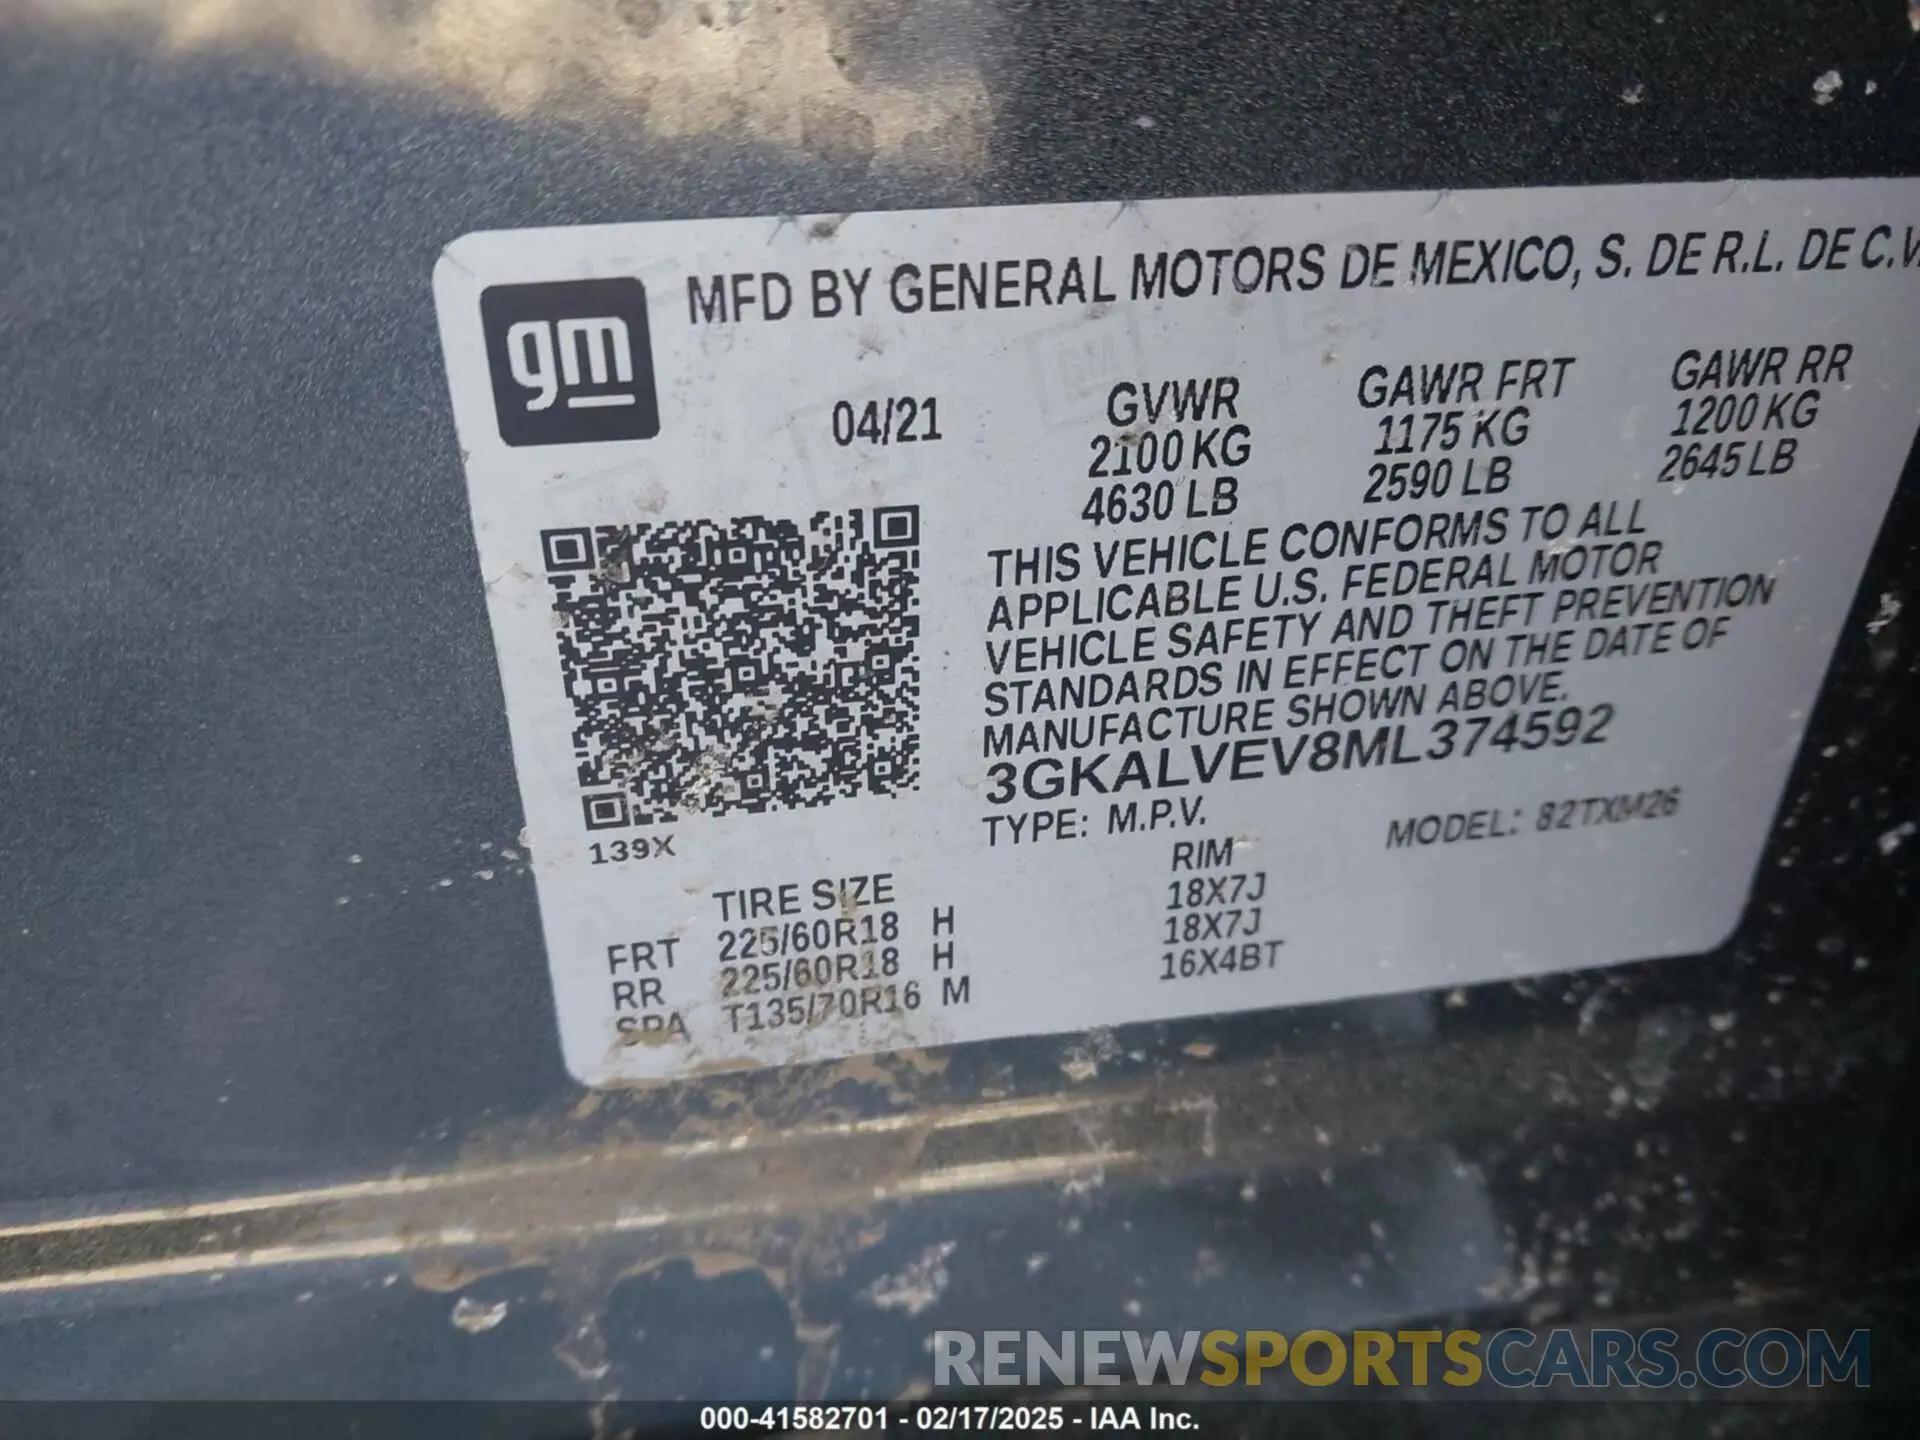 gm
MFD BY GENERAL MOTORS DE MEXICO, S. DE R.L. DE C.V.
04/21
GVWR GAWR FRT GAWR RR
2100 KG 1175 KG 1200 KG
4630 LB 2590 LB 2645 LB
THIS VEHICLE CONFORMS TO ALL
APPLICABLE U.S. FEDERAL MOTOR
VEHICLE SAFETY AND THEFT PREVENTION
STANDARDS IN EFFECT ON THE DATE OF
MANUFACTURE SHOWN ABOVE.
3GKALVEV8ML374592
TYPE: M.P.V. MODEL: 82TXM26
139X
TIRE SIZE RIM
FRT 225/60R18 H 18X7J
RR 225/60R18 H 18X7J
SPA T135/70R16 M 16X4BT
RENEWSPORTSCARS.COM
000-41582701 - 02/17/2025 - IAA Inc.